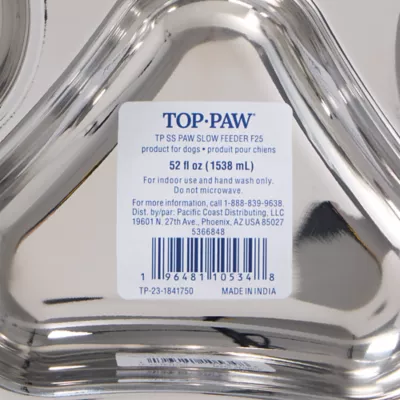 TOP·PAW™
TP SS PAW SLOW FEEDER F25
product for dogs • produit pour chiens
52 fl oz (1538 mL)
For indoor use and hand wash only.
Do not microwave.
For more information, call 1-888-839-9638.
Dist. by/par: Pacific Coast Distributing, LLC
19601 N. 27th Ave., Phoenix, AZ USA 85027
5366848
1 96481 10534 8
TP-23-1841750 MADE IN INDIA